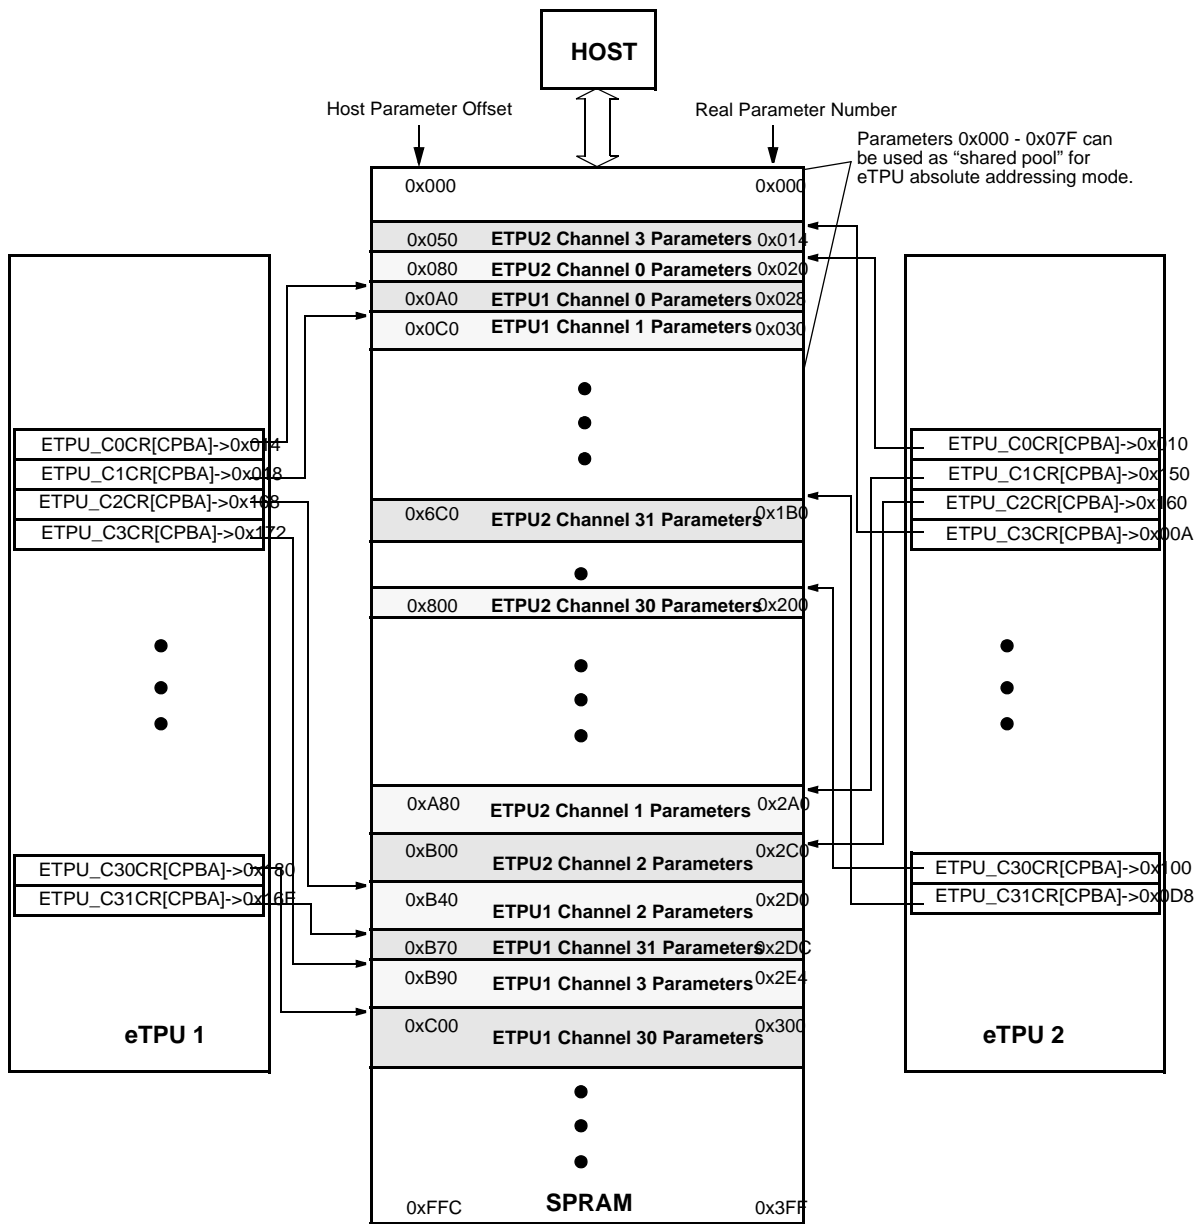 HOST
Host Parameter Offset
Real Parameter Number
Parameters 0x000 - 0x07F can
be used as “shared pool” for
eTPU absolute addressing mode.
0x000 0x000
0x050 ETPU2 Channel 3 Parameters 0x014
0x080 ETPU2 Channel 0 Parameters 0x020
0x0A0 ETPU1 Channel 0 Parameters 0x028
0x0C0 ETPU1 Channel 1 Parameters 0x030
ETPU_C0CR[CPBA]->0x014
ETPU_C1CR[CPBA]->0x018
ETPU_C2CR[CPBA]->0x168
ETPU_C3CR[CPBA]->0x172
ETPU_C0CR[CPBA]->0x010
ETPU_C1CR[CPBA]->0x150
ETPU_C2CR[CPBA]->0x160
ETPU_C3CR[CPBA]->0x00A
0x6C0 ETPU2 Channel 31 Parameters 0x1B0
0x800 ETPU2 Channel 30 Parameters 0x200
0xA80 ETPU2 Channel 1 Parameters 0x2A0
0xB00 ETPU2 Channel 2 Parameters 0x2C0
0xB40 ETPU1 Channel 2 Parameters 0x2D0
0xB70 ETPU1 Channel 31 Parameters 0x2DC
0xB90 ETPU1 Channel 3 Parameters 0x2E4
0xC00 ETPU1 Channel 30 Parameters 0x300
ETPU_C30CR[CPBA]->0x180
ETPU_C31CR[CPBA]->0x16E
ETPU_C30CR[CPBA]->0x100
ETPU_C31CR[CPBA]->0x0D8
eTPU 1
eTPU 2
0xFFC SPRAM 0x3FF